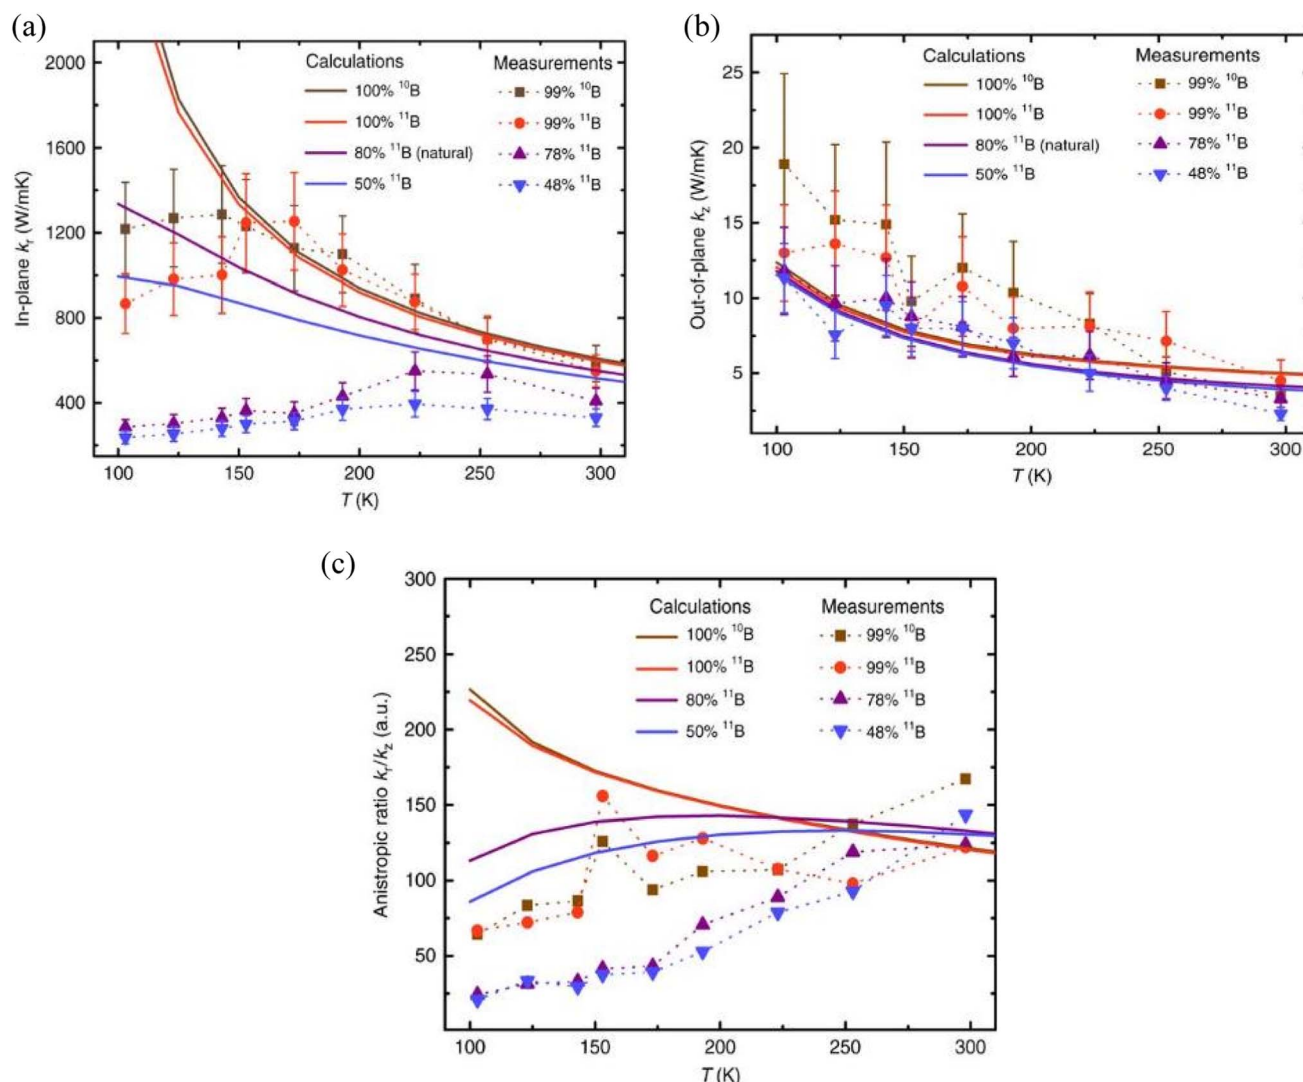 (a)
In-plane kᵣ (W/mK)
2000
1600
1200
800
400
Calculations
100% ¹⁰B
100% ¹¹B
80% ¹¹B (natural)
50% ¹¹B
Measurements
99% ¹⁰B
99% ¹¹B
78% ¹¹B
48% ¹¹B
100 150 200 250 300
T (K)
(b)
Out-of-plane k_z (W/mK)
25
20
15
10
5
Calculations
100% ¹⁰B
100% ¹¹B
80% ¹¹B (natural)
50% ¹¹B
Measurements
99% ¹⁰B
99% ¹¹B
78% ¹¹B
48% ¹¹B
100 150 200 250 300
T (K)
(c)
Anistropic ratio kᵣ/k_z (a.u.)
300
250
200
150
100
50
Calculations
100% ¹⁰B
100% ¹¹B
80% ¹¹B
50% ¹¹B
Measurements
99% ¹⁰B
99% ¹¹B
78% ¹¹B
48% ¹¹B
100 150 200 250 300
T (K)